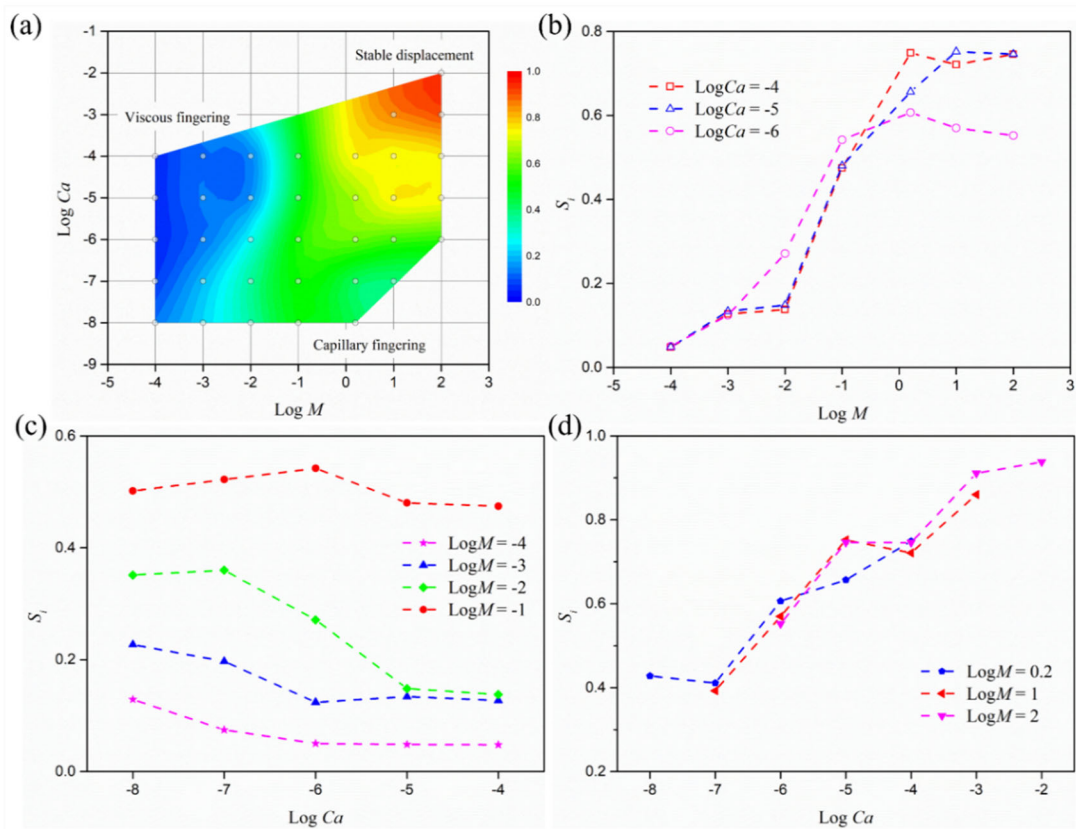 (a)
Log Ca
-1
-2
-3
-4
-5
-6
-7
-8
-9
Stable displacement
Viscous fingering
Capillary fingering
1.0
0.8
0.6
0.4
0.2
0.0
-5 -4 -3 -2 -1 0 1 2 3
Log M
(b)
S_i
0.8
0.6
0.4
0.2
0.0
LogCa = -4
LogCa = -5
LogCa = -6
-5 -4 -3 -2 -1 0 1 2 3
Log M
(c)
S_i
0.6
0.4
0.2
0.0
LogM = -4
LogM = -3
LogM = -2
LogM = -1
-8 -7 -6 -5 -4
Log Ca
(d)
S_i
1.0
0.8
0.6
0.4
0.2
LogM = 0.2
LogM = 1
LogM = 2
-8 -7 -6 -5 -4 -3 -2
Log Ca